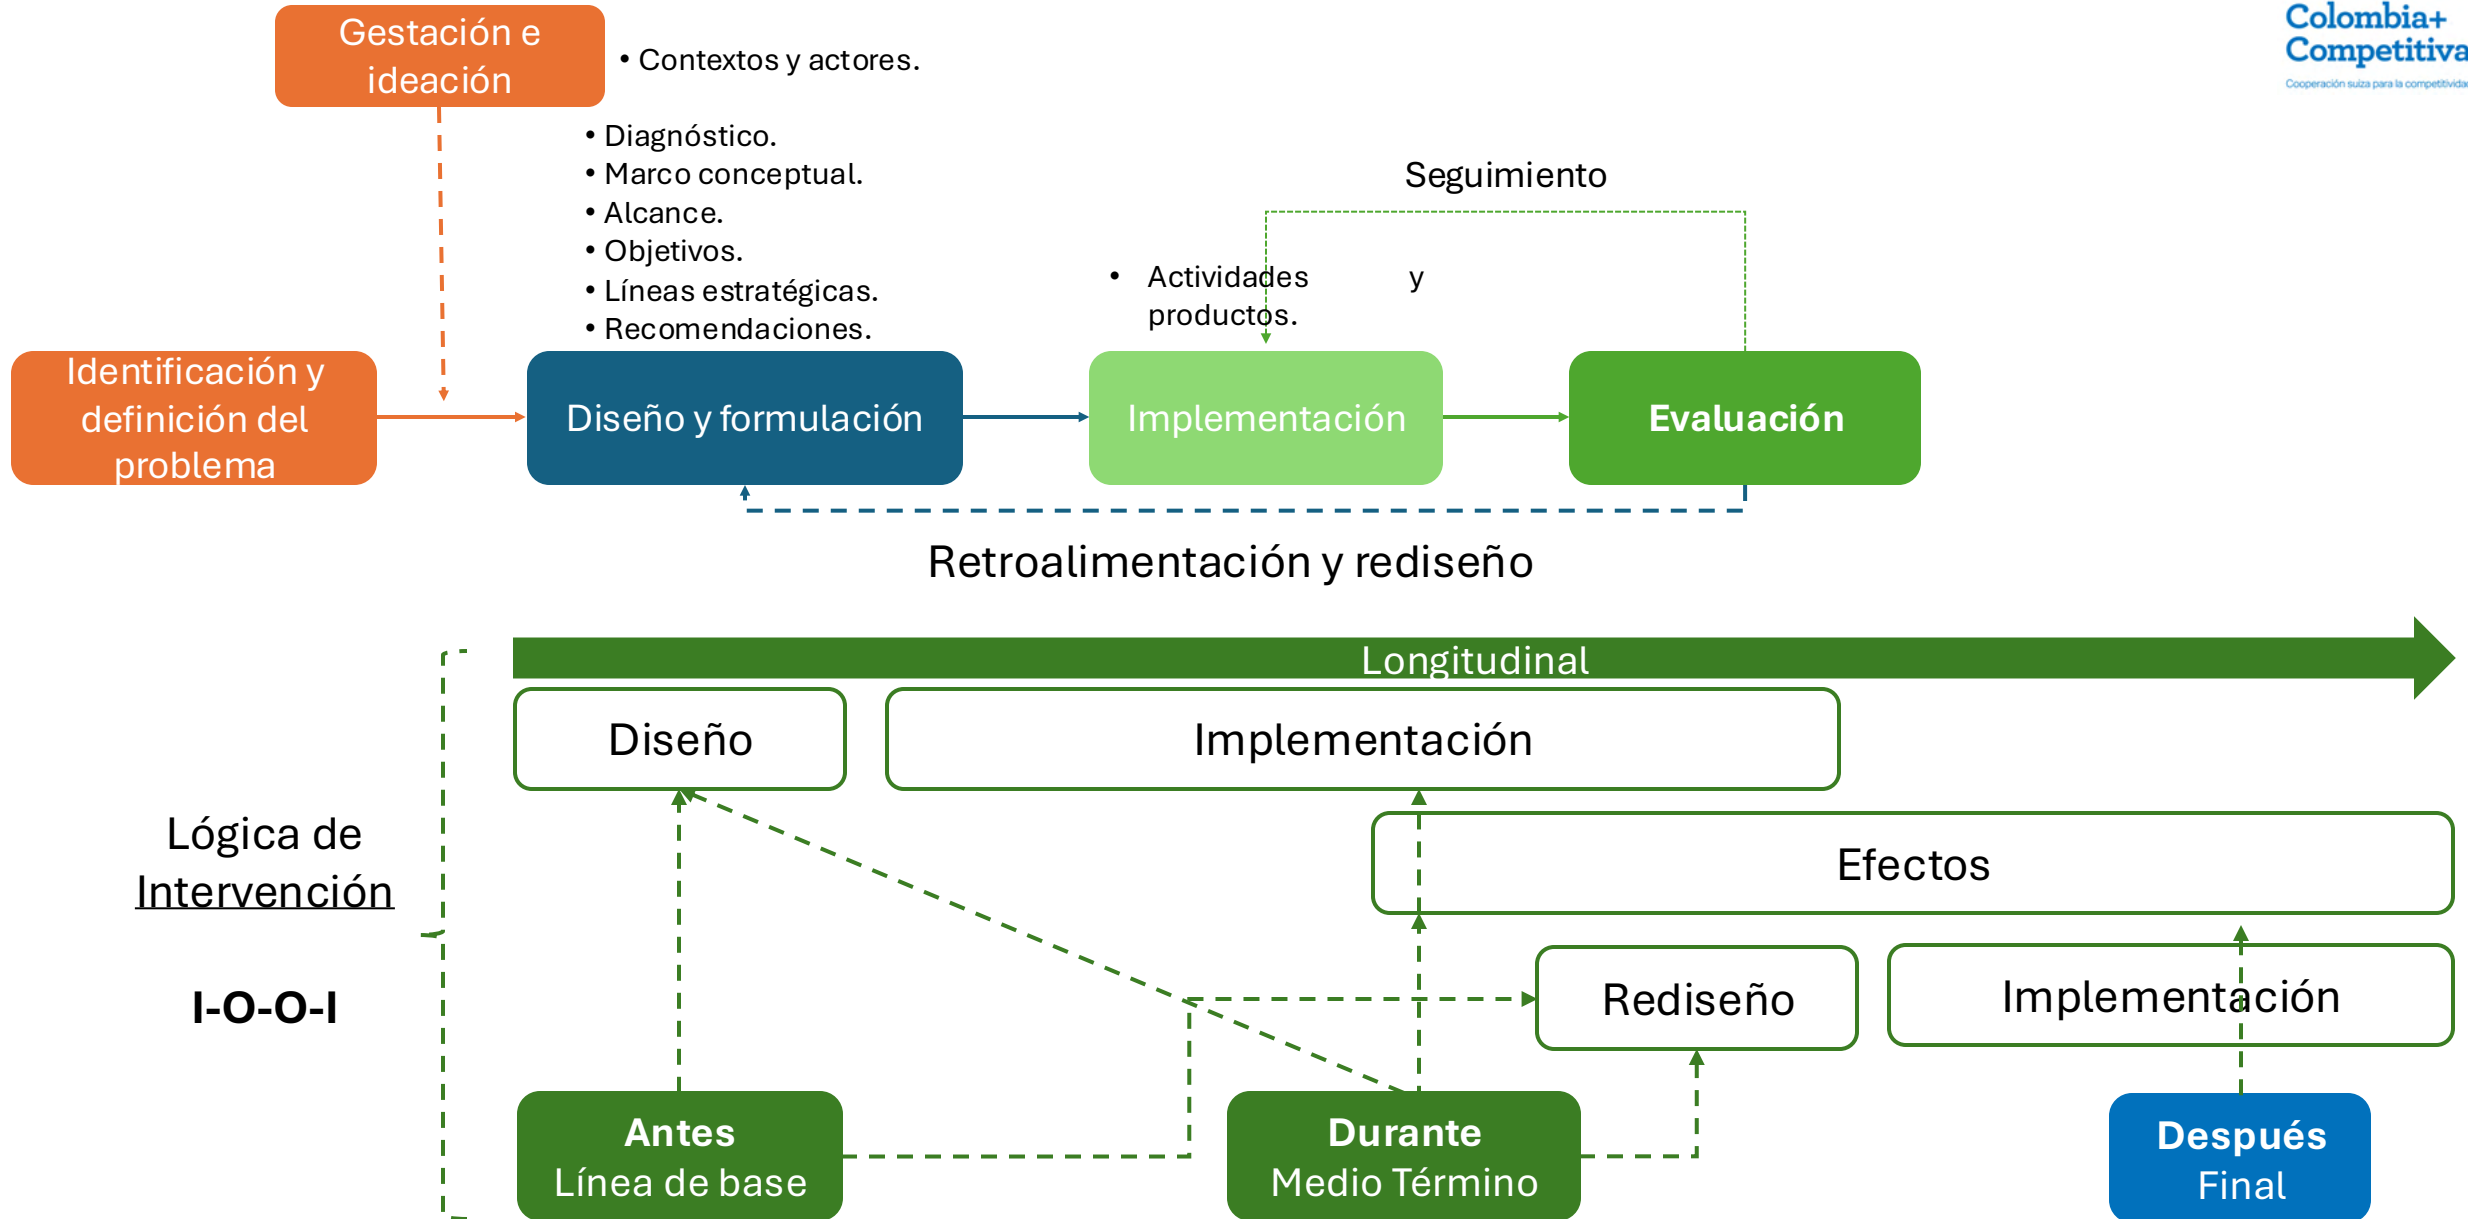 Gestación e
ideación
• Contextos y actores.
Colombia+
Competitiva
Cooperación suiza para la competitividad
• Diagnóstico.
• Marco conceptual.
• Alcance.
• Objetivos.
• Líneas estratégicas.
• Recomendaciones.
Seguimiento
• Actividades y
productos.
Identificación y
definición del
problema
Diseño y formulación
Implementación
Evaluación
Retroalimentación y rediseño
Longitudinal
Diseño
Implementación
Lógica de
Intervención
I-O-O-I
Efectos
Rediseño
Implementación
Antes
Línea de base
Durante
Medio Término
Después
Final